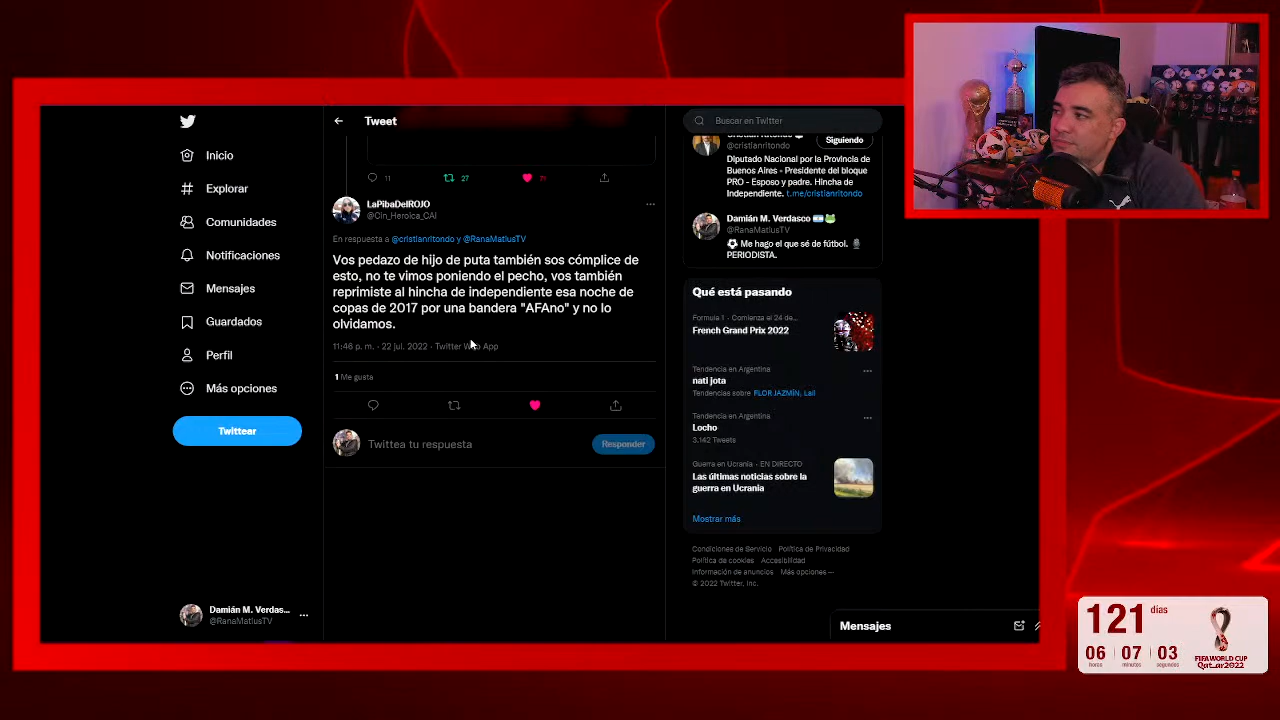 Tweet
Buscar en Twitter
Inicio
Explorar
Comunidades
Notificaciones
Mensajes
Guardados
Perfil
Más opciones
Twittear
Damián M. Verdas...
@RanaMatiusTV
11
27
71
LaPibaDelROJO
@Cin_Heroica_CAI
En respuesta a @cristianritondo y @RanaMatiusTV
Vos pedazo de hijo de puta también sos cómplice de
esto, no te vimos poniendo el pecho, vos también
reprimiste al hincha de independiente esa noche de
copas de 2017 por una bandera "AFAno" y no lo
olvidamos.
11:46 p. m. · 22 jul. 2022 · Twitter Web App
1 Me gusta
Twittea tu respuesta
Responder
@cristianritondo
Siguiendo
Diputado Nacional por la Provincia de
Buenos Aires - Presidente del bloque
PRO - Esposo y padre. Hincha de
Independiente. t.me/cristianritondo
Damián M. Verdasco
@RanaMatiusTV
Me hago el que sé de fútbol.
PERIODISTA.
Qué está pasando
Formula 1 · Comienza el 24 de...
French Grand Prix 2022
Tendencia en Argentina
nati jota
Tendencias sobre FLOR JAZMÍN, Lali
Tendencia en Argentina
Locho
3.142 Tweets
Guerra en Ucrania · EN DIRECTO
Las últimas noticias sobre la
guerra en Ucrania
Mostrar más
Condiciones de Servicio Política de Privacidad
Política de cookies Accesibilidad
Información de anuncios Más opciones ···
© 2022 Twitter, Inc.
Mensajes
121 días
06 07 03
horas minutos segundos
FIFA WORLD CUP
Qatar2022